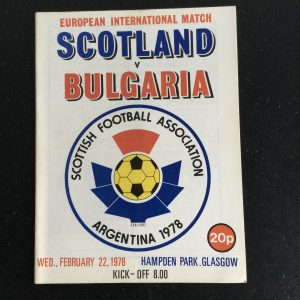 EUROPEAN INTERNATIONAL MATCH
SCOTLAND
V
BULGARIA
SCOTTISH FOOTBALL ASSOCIATION
ARGENTINA 1978
20p
WED., FEBRUARY 22, 1978 HAMPDEN PARK, GLASGOW
KICK-OFF 8.00